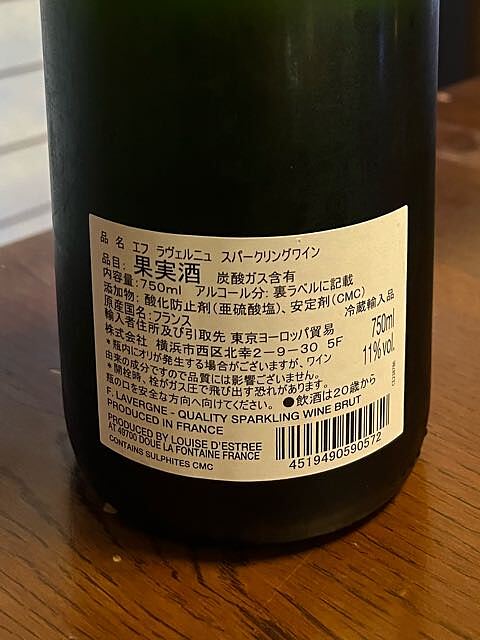 品 名 エフ ラヴェルニュ スパークリングワイン
品目: 果実酒 炭酸ガス含有
内容量:750ml アルコール分: 裏ラベルに記載
添加物: 酸化防止剤(亜硫酸塩)、安定剤(CMC)
原産国名:フランス 冷蔵輸入品
輸入者住所及び引取先 東京ヨーロッパ貿易
株式会社 横浜市西区北幸2-9-30 5F
750ml
11%vol.
*瓶内にオリが発生する場合がございますが、ワイン
由来の成分ですので品質には影響ございません。
*開栓時、栓がガス圧で飛び出す恐れがあります。
瓶の口を安全な方向へ向けてください。 ●飲酒は20歳から
F. LAVERGNE - QUALITY SPARKLING WINE BRUT
PRODUCED IN FRANCE
PRODUCED BY LOUISE D'ESTREE
AT 49700 DOUE LA FONTAINE FRANCE
CONTAINS SULPHITES CMC
4519490590572